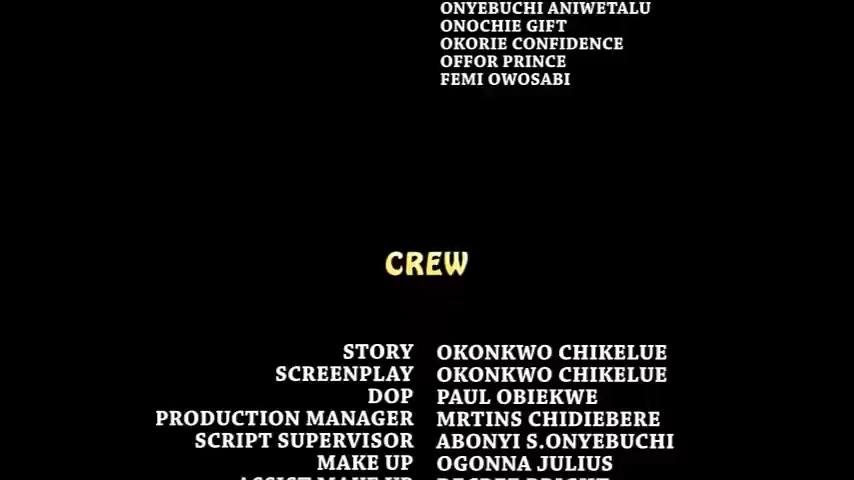 ONYEBUCHI ANIWETALU
ONOCHIE GIFT
OKORIE CONFIDENCE
OFFOR PRINCE
FEMI OWOSABI
CREW
STORY OKONKWO CHIKELUE
SCREENPLAY OKONKWO CHIKELUE
DOP PAUL OBIEKWE
PRODUCTION MANAGER MRTINS CHIDIEBERE
SCRIPT SUPERVISOR ABONYI S.ONYEBUCHI
MAKE UP OGONNA JULIUS